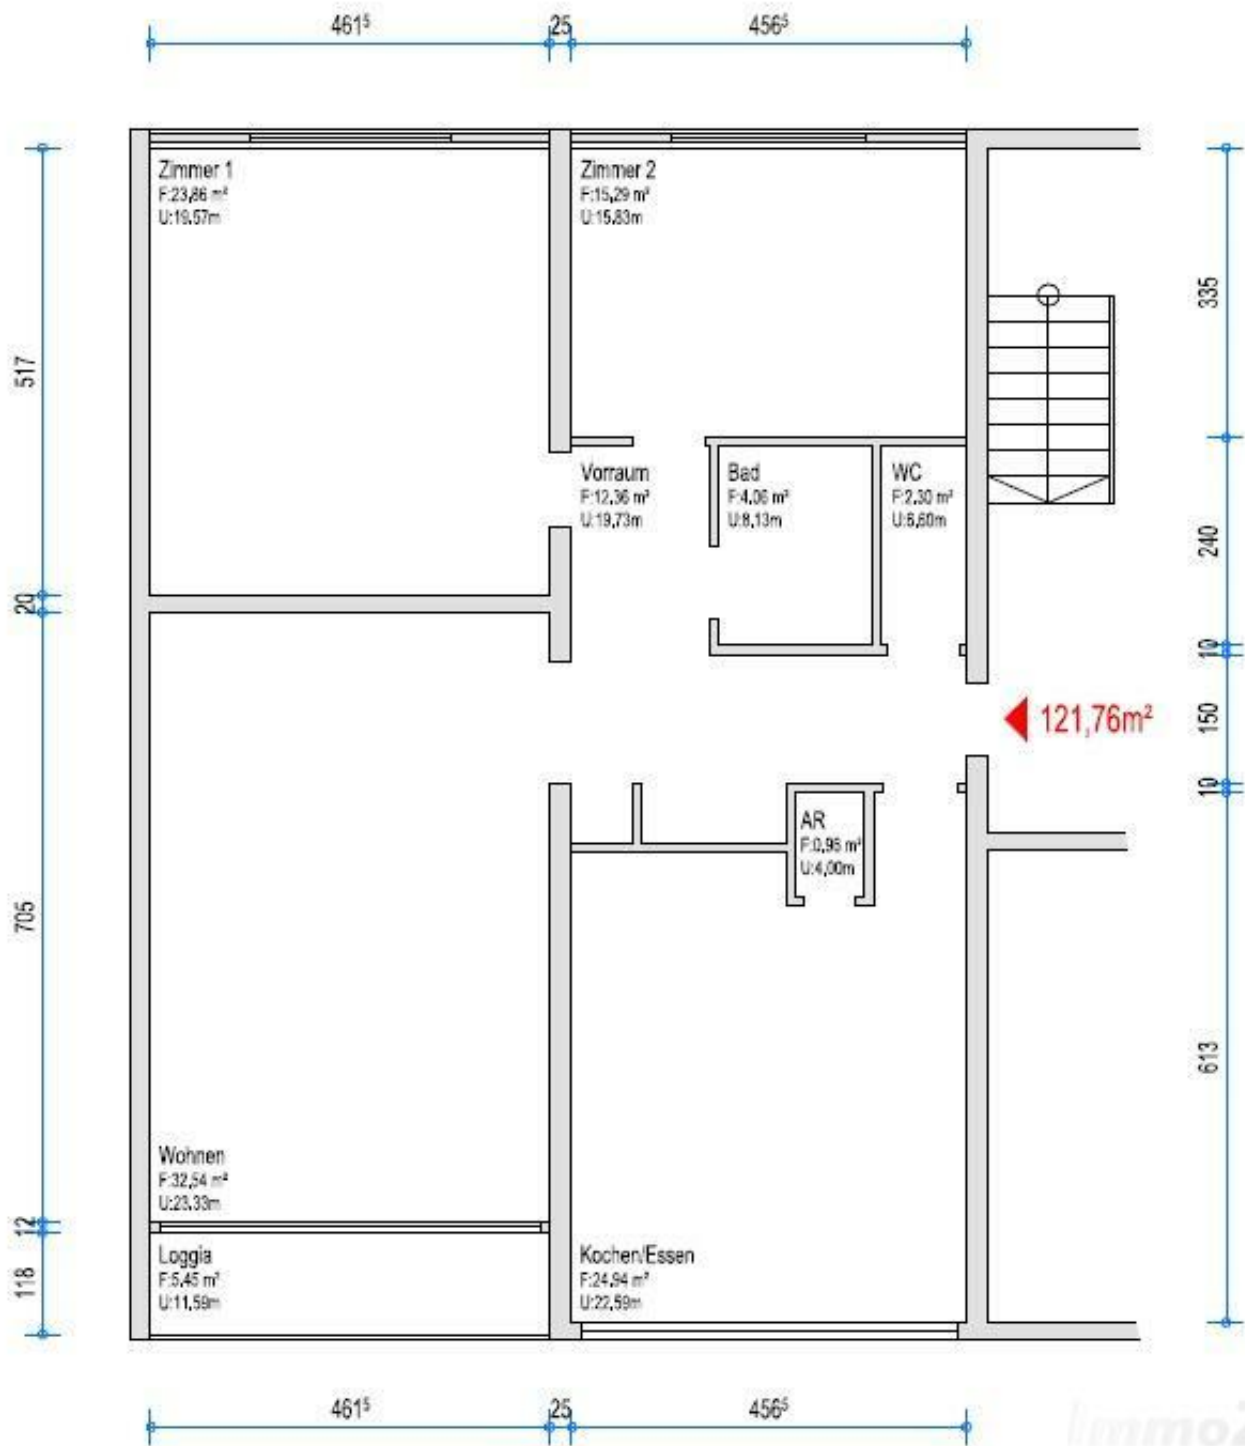 461⁵ 25 456⁵
Zimmer 1
F:23,86 m²
U:19,57m
Zimmer 2
F:15,29 m²
U:15,83m
335
517
Vorraum
F:12,36 m²
U:19,73m
Bad
F:4,06 m²
U:8,13m
WC
F:2,30 m²
U:6,60m
240
20
10
121,76m²
150
10
AR
F:0,96 m²
U:4,00m
705
613
Wohnen
F:32,54 m²
U:23,33m
12
Loggia
F:5,45 m²
U:11,59m
Kochen/Essen
F:24,94 m²
U:22,59m
118
461⁵ 25 456⁵
ImmoZ